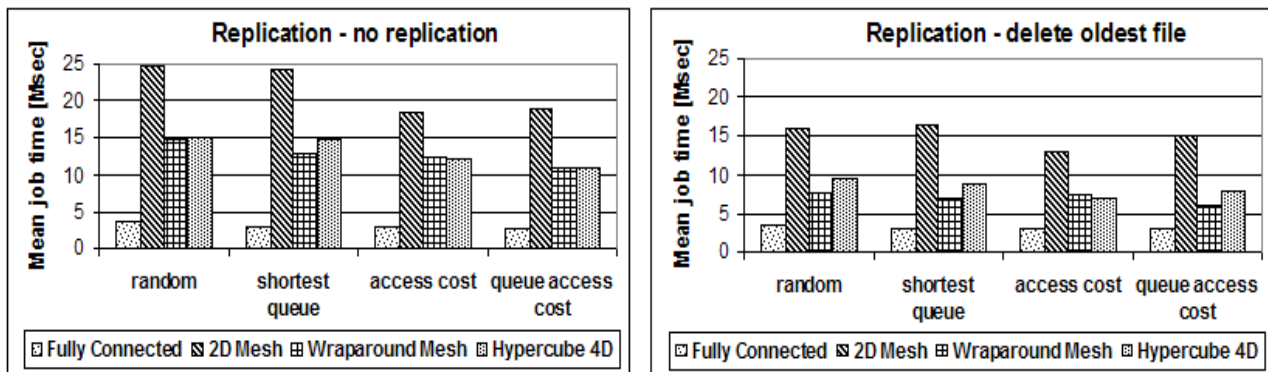 Replication - no replication
Mean job time [Msec]
25
20
15
10
5
0
random
shortest queue
access cost
queue access cost
Fully Connected 2D Mesh Wraparound Mesh Hypercube 4D
Replication - delete oldest file
Mean job time [Msec]
25
20
15
10
5
0
random
shortest queue
access cost
queue access cost
Fully Connected 2D Mesh Wraparound Mesh Hypercube 4D